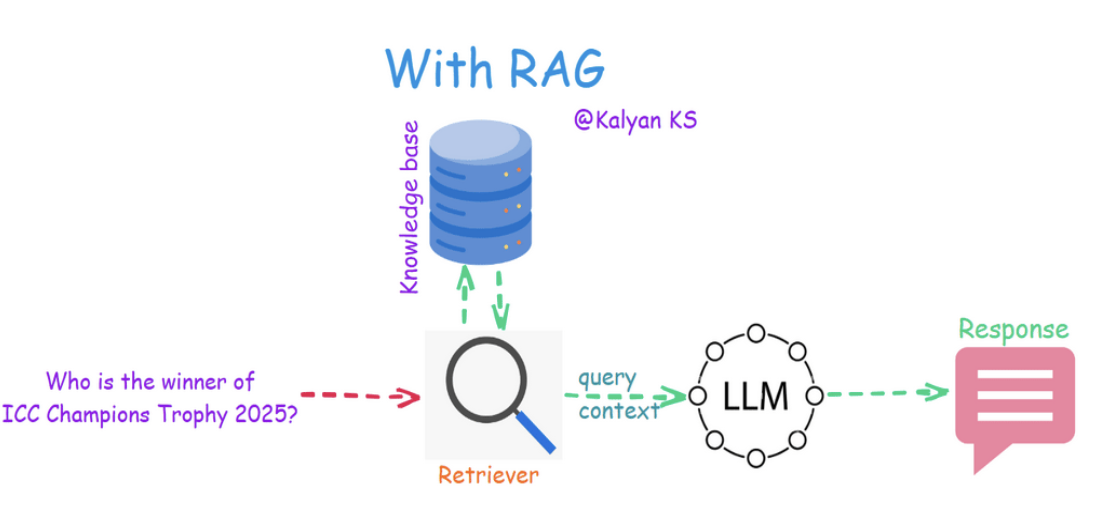 With RAG
@Kalyan KS
Knowledge base
Who is the winner of
ICC Champions Trophy 2025?
Retriever
query
context
LLM
Response